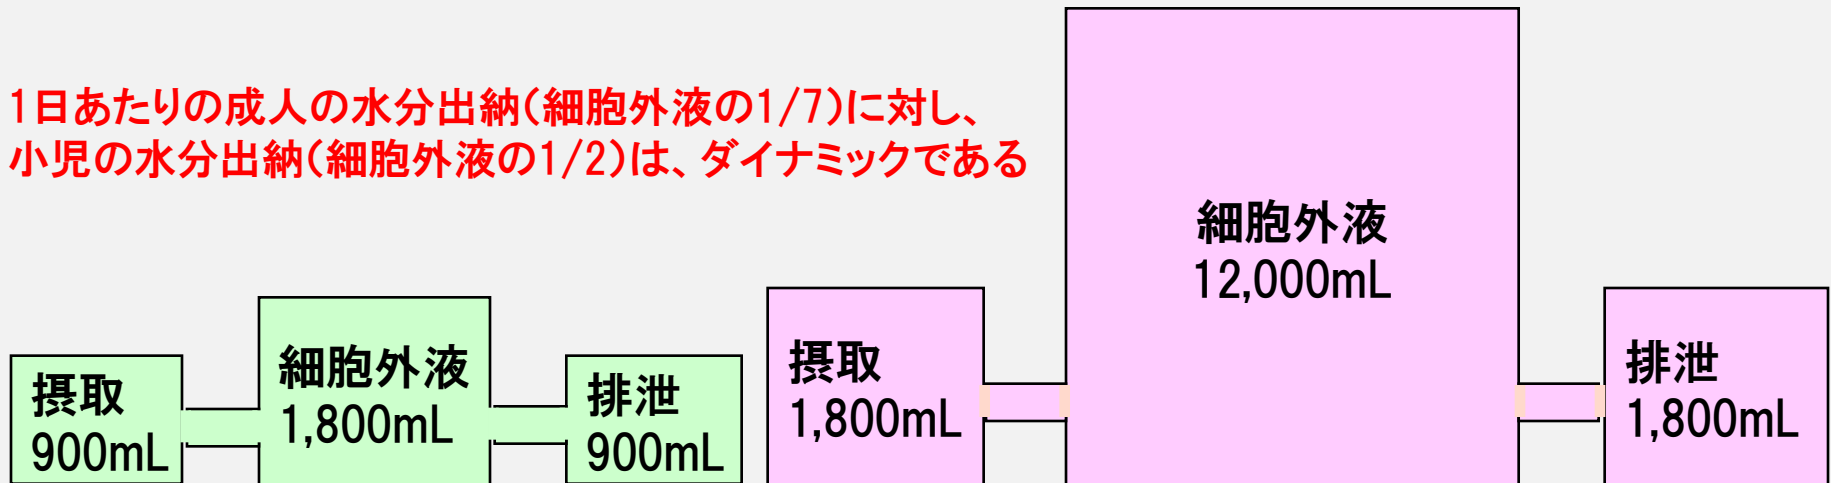 1日あたりの成人の水分出納(細胞外液の1/7)に対し、
小児の水分出納(細胞外液の1/2)は、ダイナミックである
摂取
900mL
細胞外液
1,800mL
排泄
900mL
摂取
1,800mL
細胞外液
12,000mL
排泄
1,800mL